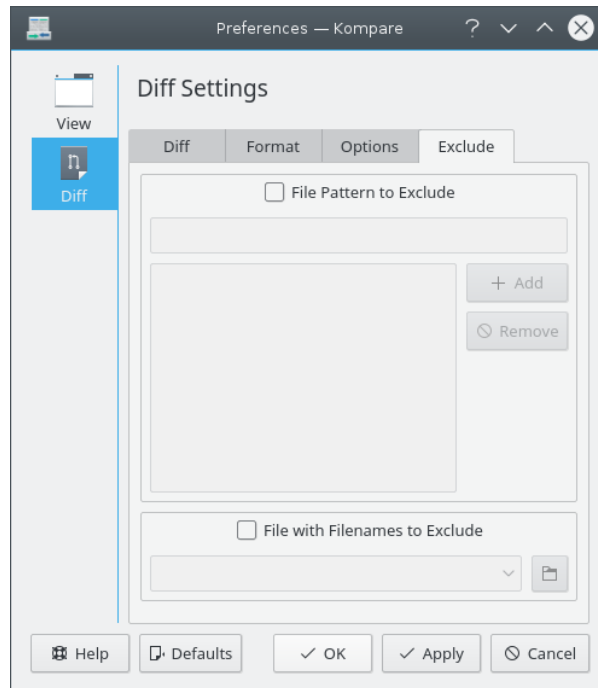 Preferences — Kompare
Diff Settings
View
Diff
Diff Format Options Exclude
File Pattern to Exclude
+ Add
Remove
File with Filenames to Exclude
Help Defaults OK Apply Cancel